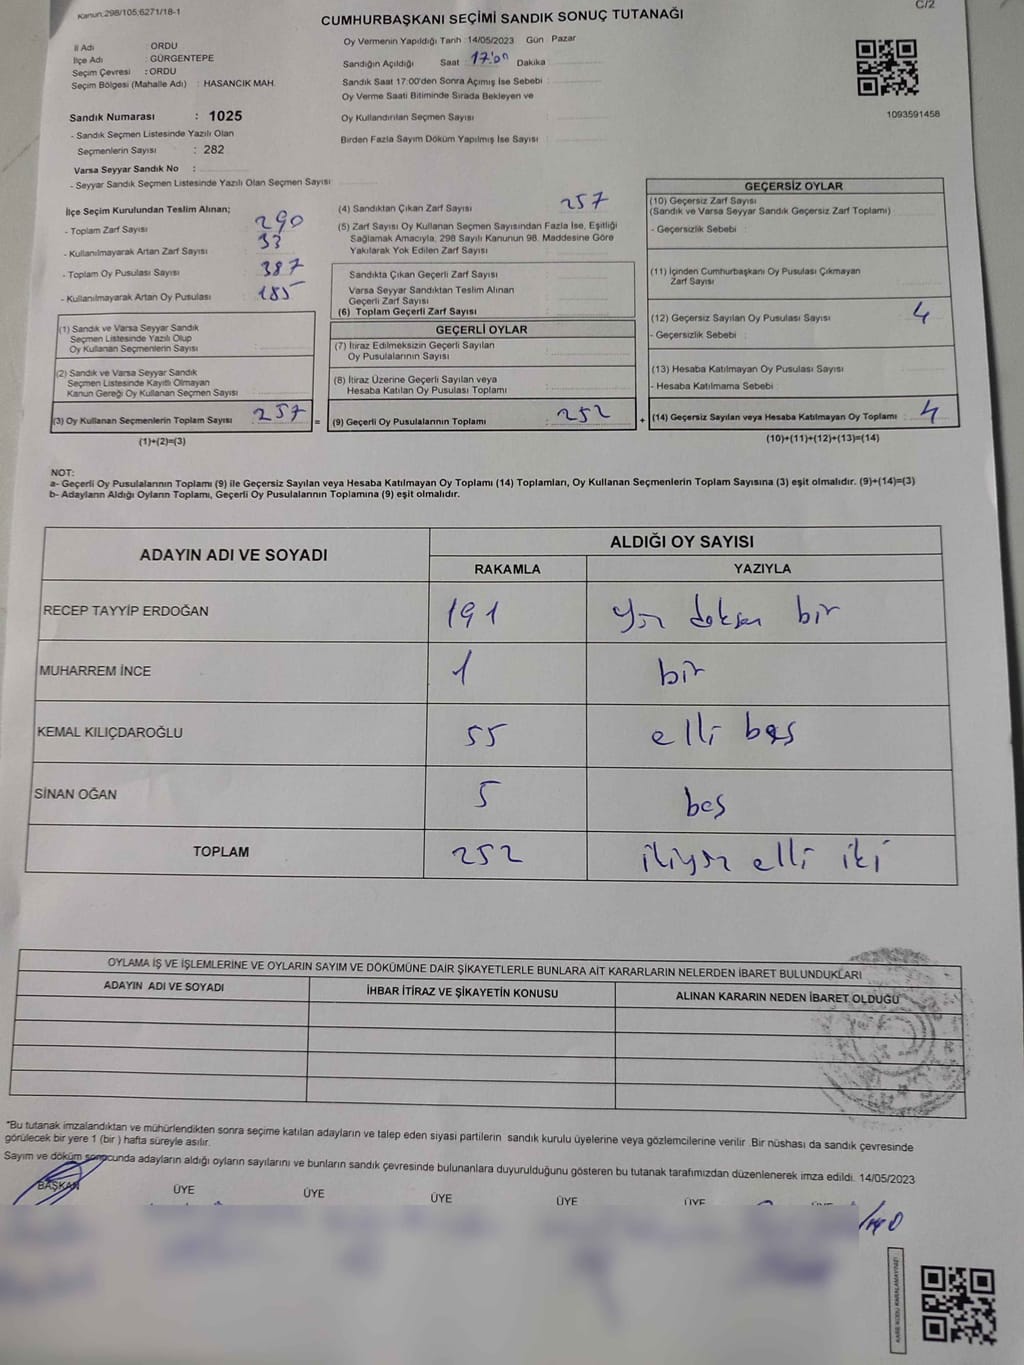 Kanun:298/105;6271/18-1
C/2
CUMHURBAŞKANI SEÇİMİ SANDIK SONUÇ TUTANAĞI
İl Adı : ORDU
İlçe Adı : GÜRGENTEPE
Seçim Çevresi : ORDU
Seçim Bölgesi (Mahalle Adı) : HASANCIK MAH.
Sandık Numarası : 1025
- Sandık Seçmen Listesinde Yazılı Olan
Seçmenlerin Sayısı : 282
Varsa Seyyar Sandık No :
- Seyyar Sandık Seçmen Listesinde Yazılı Olan Seçmen Sayısı
Oy Vermenin Yapıldığı Tarih :14/05/2023 Gün Pazar
Sandığın Açıldığı Saat 17:00 Dakika
Sandık Saat 17:00'den Sonra Açımış İse Sebebi :
Oy Verme Saati Bitiminde Sırada Bekleyen ve
Oy Kullandırılan Seçmen Sayısı :
Birden Fazla Sayım Döküm Yapılmış İse Sayısı :
1093591458
İlçe Seçim Kurulundan Teslim Alınan;
- Toplam Zarf Sayısı : 290
- Kullanılmayarak Artan Zarf Sayısı : 33
- Toplam Oy Pusulası Sayısı : 387
- Kullanılmayarak Artan Oy Pusulası : 185
(1) Sandık ve Varsa Seyyar Sandık
Seçmen Listesinde Yazılı Olup
Oy Kullanan Seçmenlerin Sayısı :
(2) Sandık ve Varsa Seyyar Sandık
Seçmen Listesinde Kayıtlı Olmayan
Kanun Gereği Oy Kullanan Seçmen Sayısı :
(3) Oy Kullanan Seçmenlerin Toplam Sayısı : 257 =
(1)+(2)=(3)
(4) Sandıktan Çıkan Zarf Sayısı : 257
(5) Zarf Sayısı Oy Kullanan Seçmen Sayısından Fazla İse, Eşitliği
Sağlamak Amacıyla, 298 Sayılı Kanunun 98. Maddesine Göre
Yakılarak Yok Edilen Zarf Sayısı :
Sandıkta Çıkan Geçerli Zarf Sayısı :
Varsa Seyyar Sandıktan Teslim Alınan
Geçerli Zarf Sayısı :
(6) Toplam Geçerli Zarf Sayısı :
GEÇERLİ OYLAR
(7) İtiraz Edilmeksizin Geçerli Sayılan
Oy Pusulalarının Sayısı :
(8) İtiraz Üzerine Geçerli Sayılan veya
Hesaba Katılan Oy Pusulası Toplamı :
(9) Geçerli Oy Pusulalarının Toplamı : 252 +
GEÇERSİZ OYLAR
(10) Geçersiz Zarf Sayısı
(Sandık ve Varsa Seyyar Sandık Geçersiz Zarf Toplamı) :
- Geçersizlik Sebebi :
(11) İçinden Cumhurbaşkanı Oy Pusulası Çıkmayan
Zarf Sayısı :
(12) Geçersiz Sayılan Oy Pusulası Sayısı : 4
- Geçersizlik Sebebi :
(13) Hesaba Katılmayan Oy Pusulası Sayısı :
- Hesaba Katılmama Sebebi :
(14) Geçersiz Sayılan veya Hesaba Katılmayan Oy Toplamı : 4
(10)+(11)+(12)+(13)=(14)
NOT:
a- Geçerli Oy Pusulalarının Toplamı (9) ile Geçersiz Sayılan veya Hesaba Katılmayan Oy Toplamı (14) Toplamları, Oy Kullanan Seçmenlerin Toplam Sayısına (3) eşit olmalıdır. (9)+(14)=(3)
b- Adayların Aldığı Oyların Toplamı, Geçerli Oy Pusulalarının Toplamına (9) eşit olmalıdır.
ADAYIN ADI VE SOYADI
ALDIĞI OY SAYISI
RAKAMLA YAZIYLA
RECEP TAYYİP ERDOĞAN 191 Yüz doksan bir
MUHARREM İNCE 1 bir
KEMAL KILIÇDAROĞLU 55 elli beş
SİNAN OĞAN 5 beş
TOPLAM 252 ikiyüz elli iki
OYLAMA İŞ VE İŞLEMLERİNE VE OYLARIN SAYIM VE DÖKÜMÜNE DAİR ŞİKAYETLERLE BUNLARA AİT KARARLARIN NELERDEN İBARET BULUNDUKLARI
ADAYIN ADI VE SOYADI İHBAR İTİRAZ VE ŞİKAYETİN KONUSU ALINAN KARARIN NEDEN İBARET OLDUĞU
*Bu tutanak imzalandıktan ve mühürlendikten sonra seçime katılan adayların ve talep eden siyasi partilerin sandık kurulu üyelerine veya gözlemcilerine verilir Bir nüshası da sandık çevresinde
görülecek bir yere 1 (bir ) hafta süreyle asılır.
Sayım ve döküm sonucunda adayların aldığı oyların sayılarını ve bunların sandık çevresinde bulunanlara duyurulduğunu gösteren bu tutanak tarafımızdan düzenlenerek imza edildi. 14/05/2023
BAŞKAN ÜYE ÜYE ÜYE ÜYE ÜYE